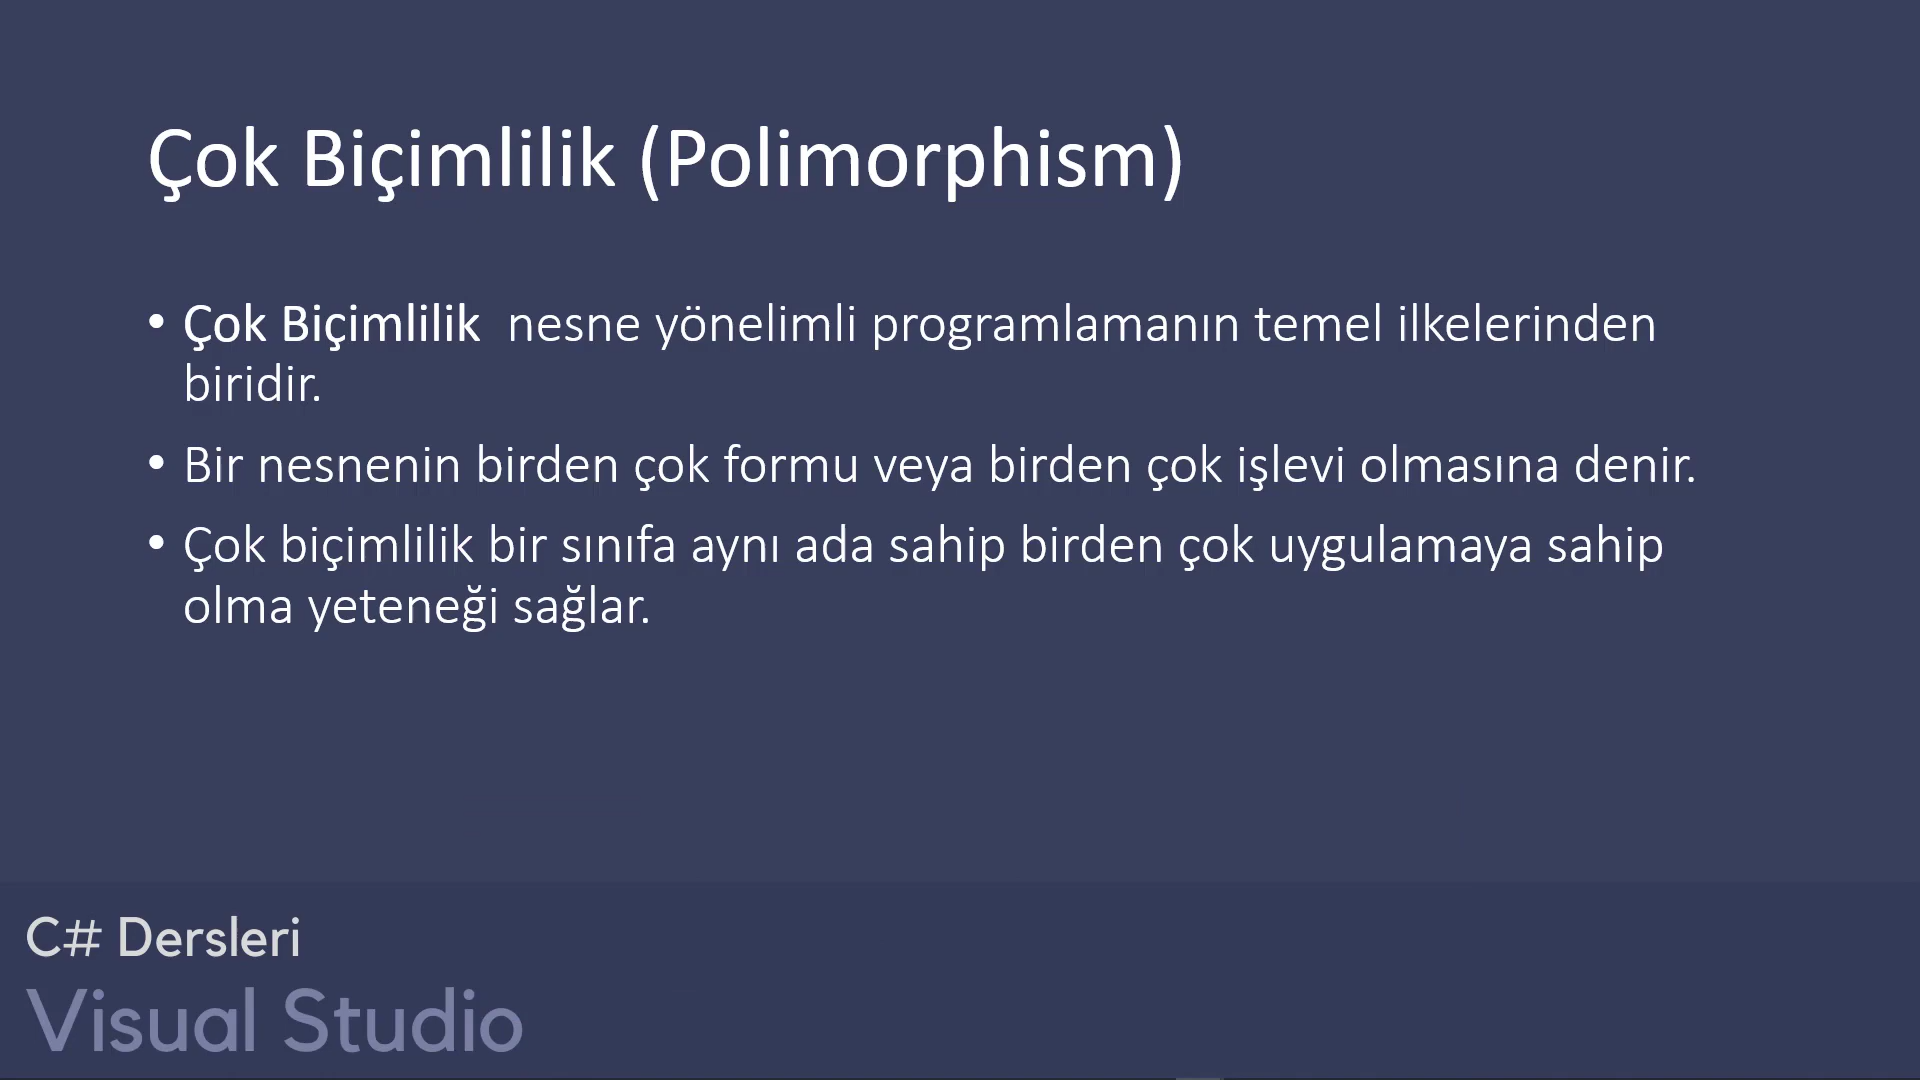 Çok Biçimlilik (Polimorphism)
• Çok Biçimlilik  nesne yönelimli programlamanın temel ilkelerinden
biridir.
• Bir nesnenin birden çok formu veya birden çok işlevi olmasına denir.
• Çok biçimlilik bir sınıfa aynı ada sahip birden çok uygulamaya sahip
olma yeteneği sağlar.
C# Dersleri
Visual Studio